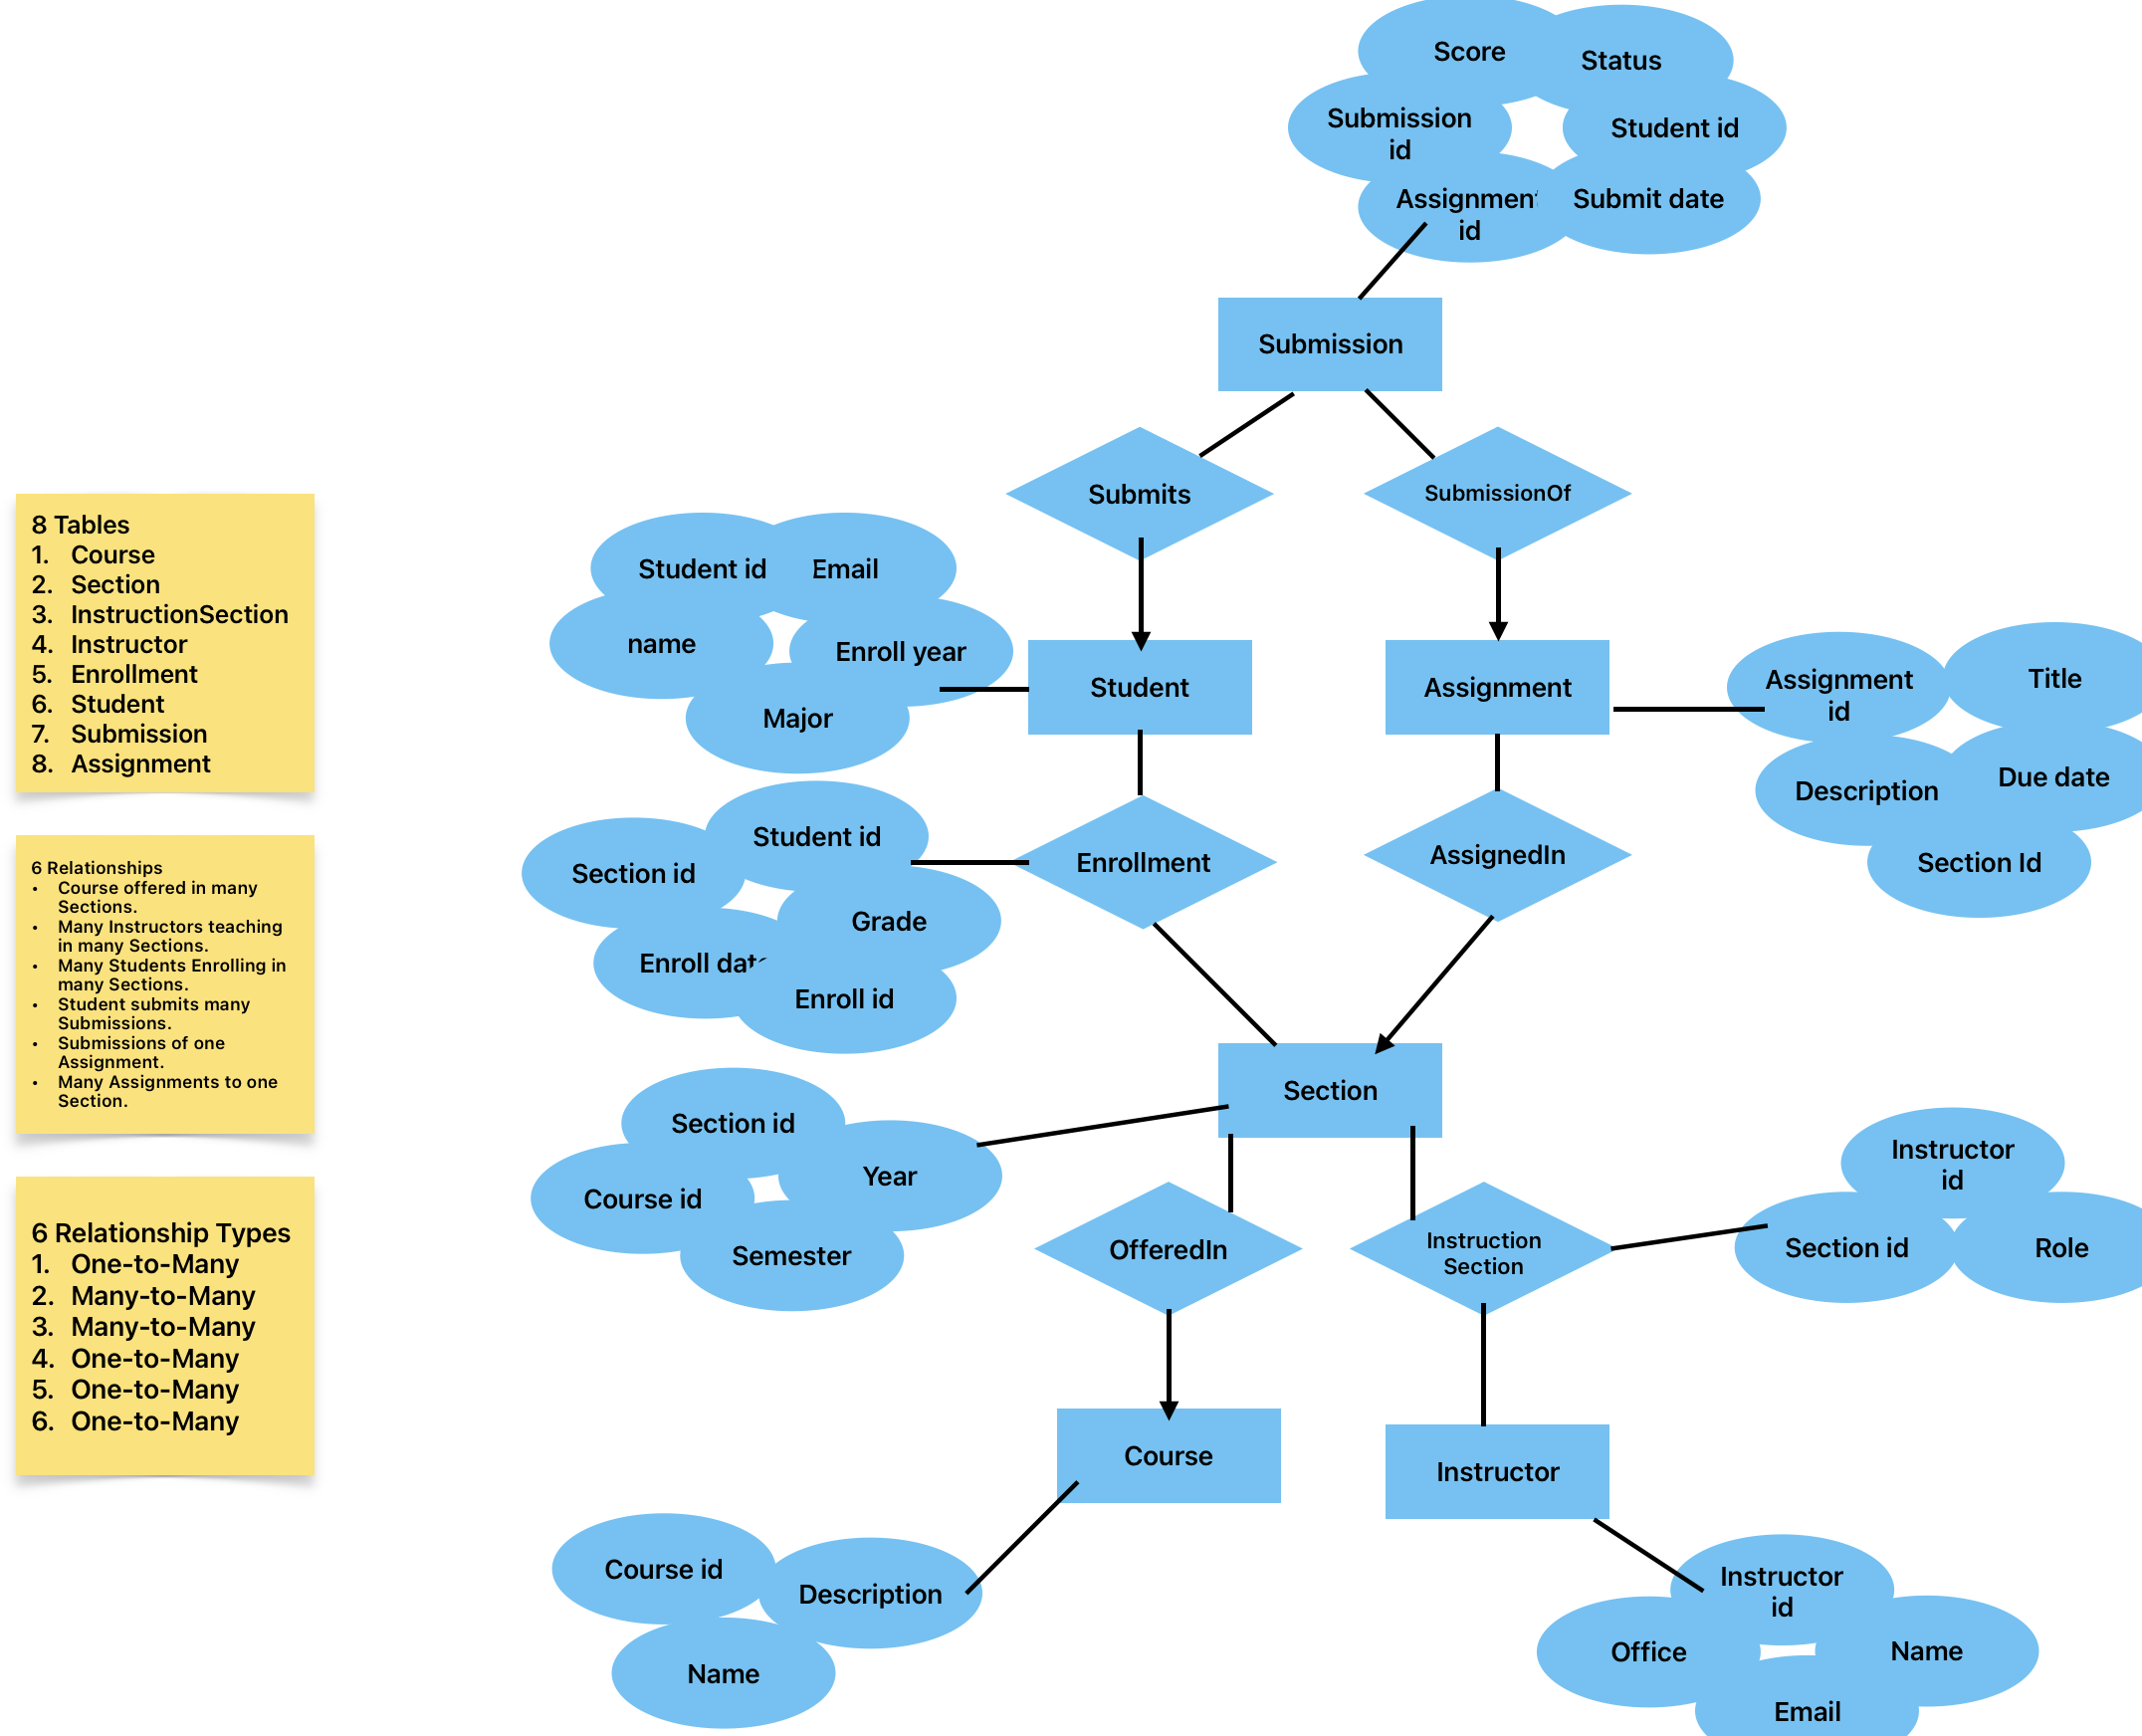 Score
Status
Submission
id
Student id
Assignment
id
Submit date
Submission
Submits
SubmissionOf
8 Tables
1. Course
2. Section
3. InstructionSection
4. Instructor
5. Enrollment
6. Student
7. Submission
8. Assignment
Student id
Email
name
Enroll year
Major
Student
Assignment
Assignment
id
Title
Description
Due date
Section Id
6 Relationships
• Course offered in many
Sections.
• Many Instructors teaching
in many Sections.
• Many Students Enrolling in
many Sections.
• Student submits many
Submissions.
• Submissions of one
Assignment.
• Many Assignments to one
Section.
Student id
Section id
Grade
Enroll date
Enroll id
Enrollment
AssignedIn
Section
Section id
Year
Course id
Semester
6 Relationship Types
1. One-to-Many
2. Many-to-Many
3. Many-to-Many
4. One-to-Many
5. One-to-Many
6. One-to-Many
OfferedIn
Instruction
Section
Instructor
id
Section id
Role
Course
Instructor
Course id
Description
Name
Instructor
id
Office
Name
Email